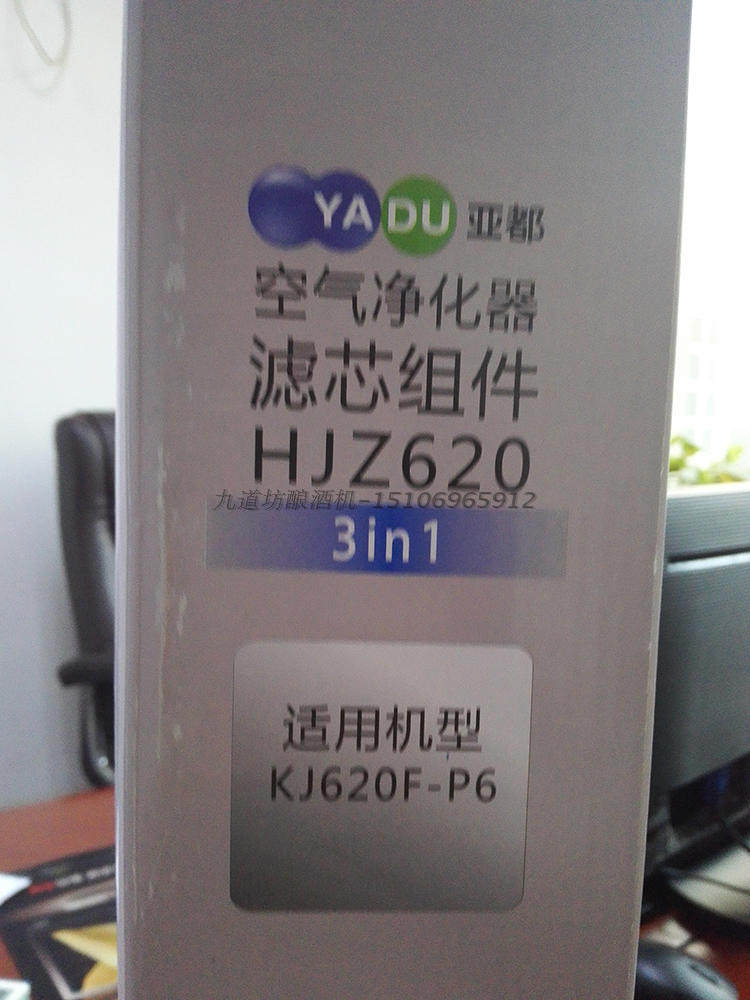 YADU 亚都
空气净化器
滤芯组件
HJZ620
九道坊酿酒机-15106965912
3in1
适用机型
KJ620F-P6